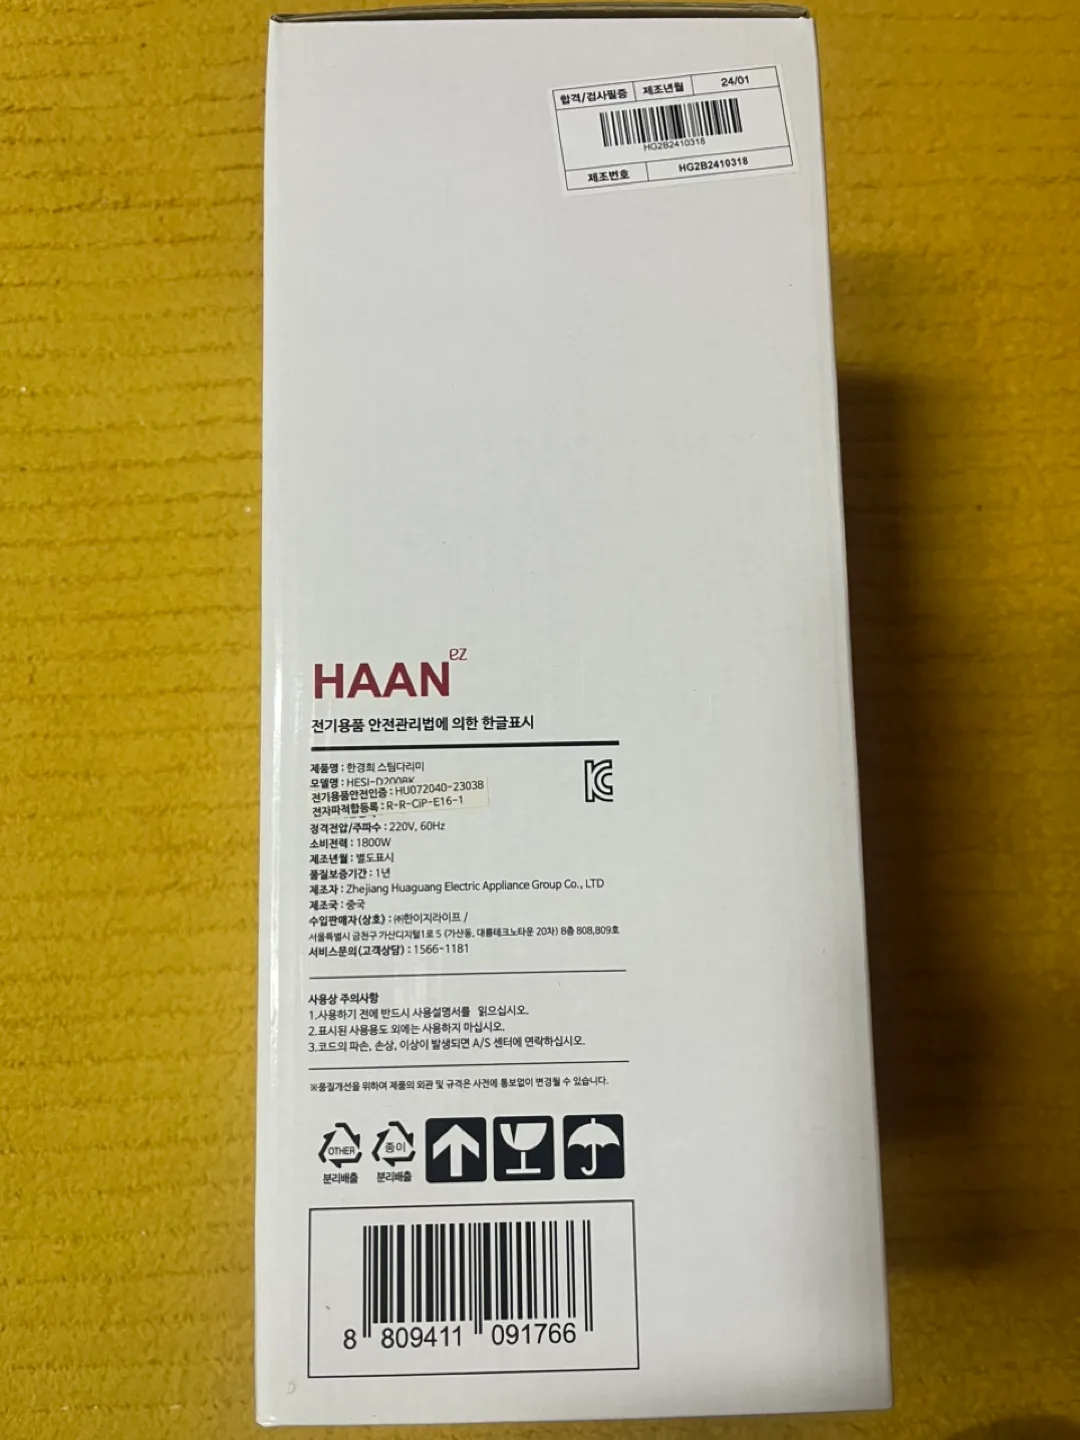 합격/검사필증 제조년월 24/01
HG2B2410318
제조번호 HG2B2410318
HAAN ez
전기용품 안전관리법에 의한 한글표시
제품명 : 한경희 스팀다리미
모델명 : HESI-D200BK
전기용품안전인증 : HU072040-23038
전자파적합등록 : R-R-CiP-E16-1
정격전압/주파수 : 220V, 60Hz
소비전력 : 1800W
제조년월 : 별도표시
품질보증기간 : 1년
제조자 : Zhejiang Huaguang Electric Appliance Group Co., LTD
제조국 : 중국
수입판매자(상호) : ㈜한이지라이프 /
서울특별시 금천구 가산디지털1로 5 (가산동, 대륭테크노타운 20차) 8층 808,809호
서비스문의(고객상담) : 1566-1181
사용상 주의사항
1.사용하기 전에 반드시 사용설명서를 읽으십시오.
2.표시된 사용용도 외에는 사용하지 마십시오.
3.코드의 파손, 손상, 이상이 발생되면 A/S 센터에 연락하십시오.
※품질개선을 위하여 제품의 외관 및 규격은 사전에 통보없이 변경될 수 있습니다.
OTHER 종이
분리배출 분리배출
8 809411 091766